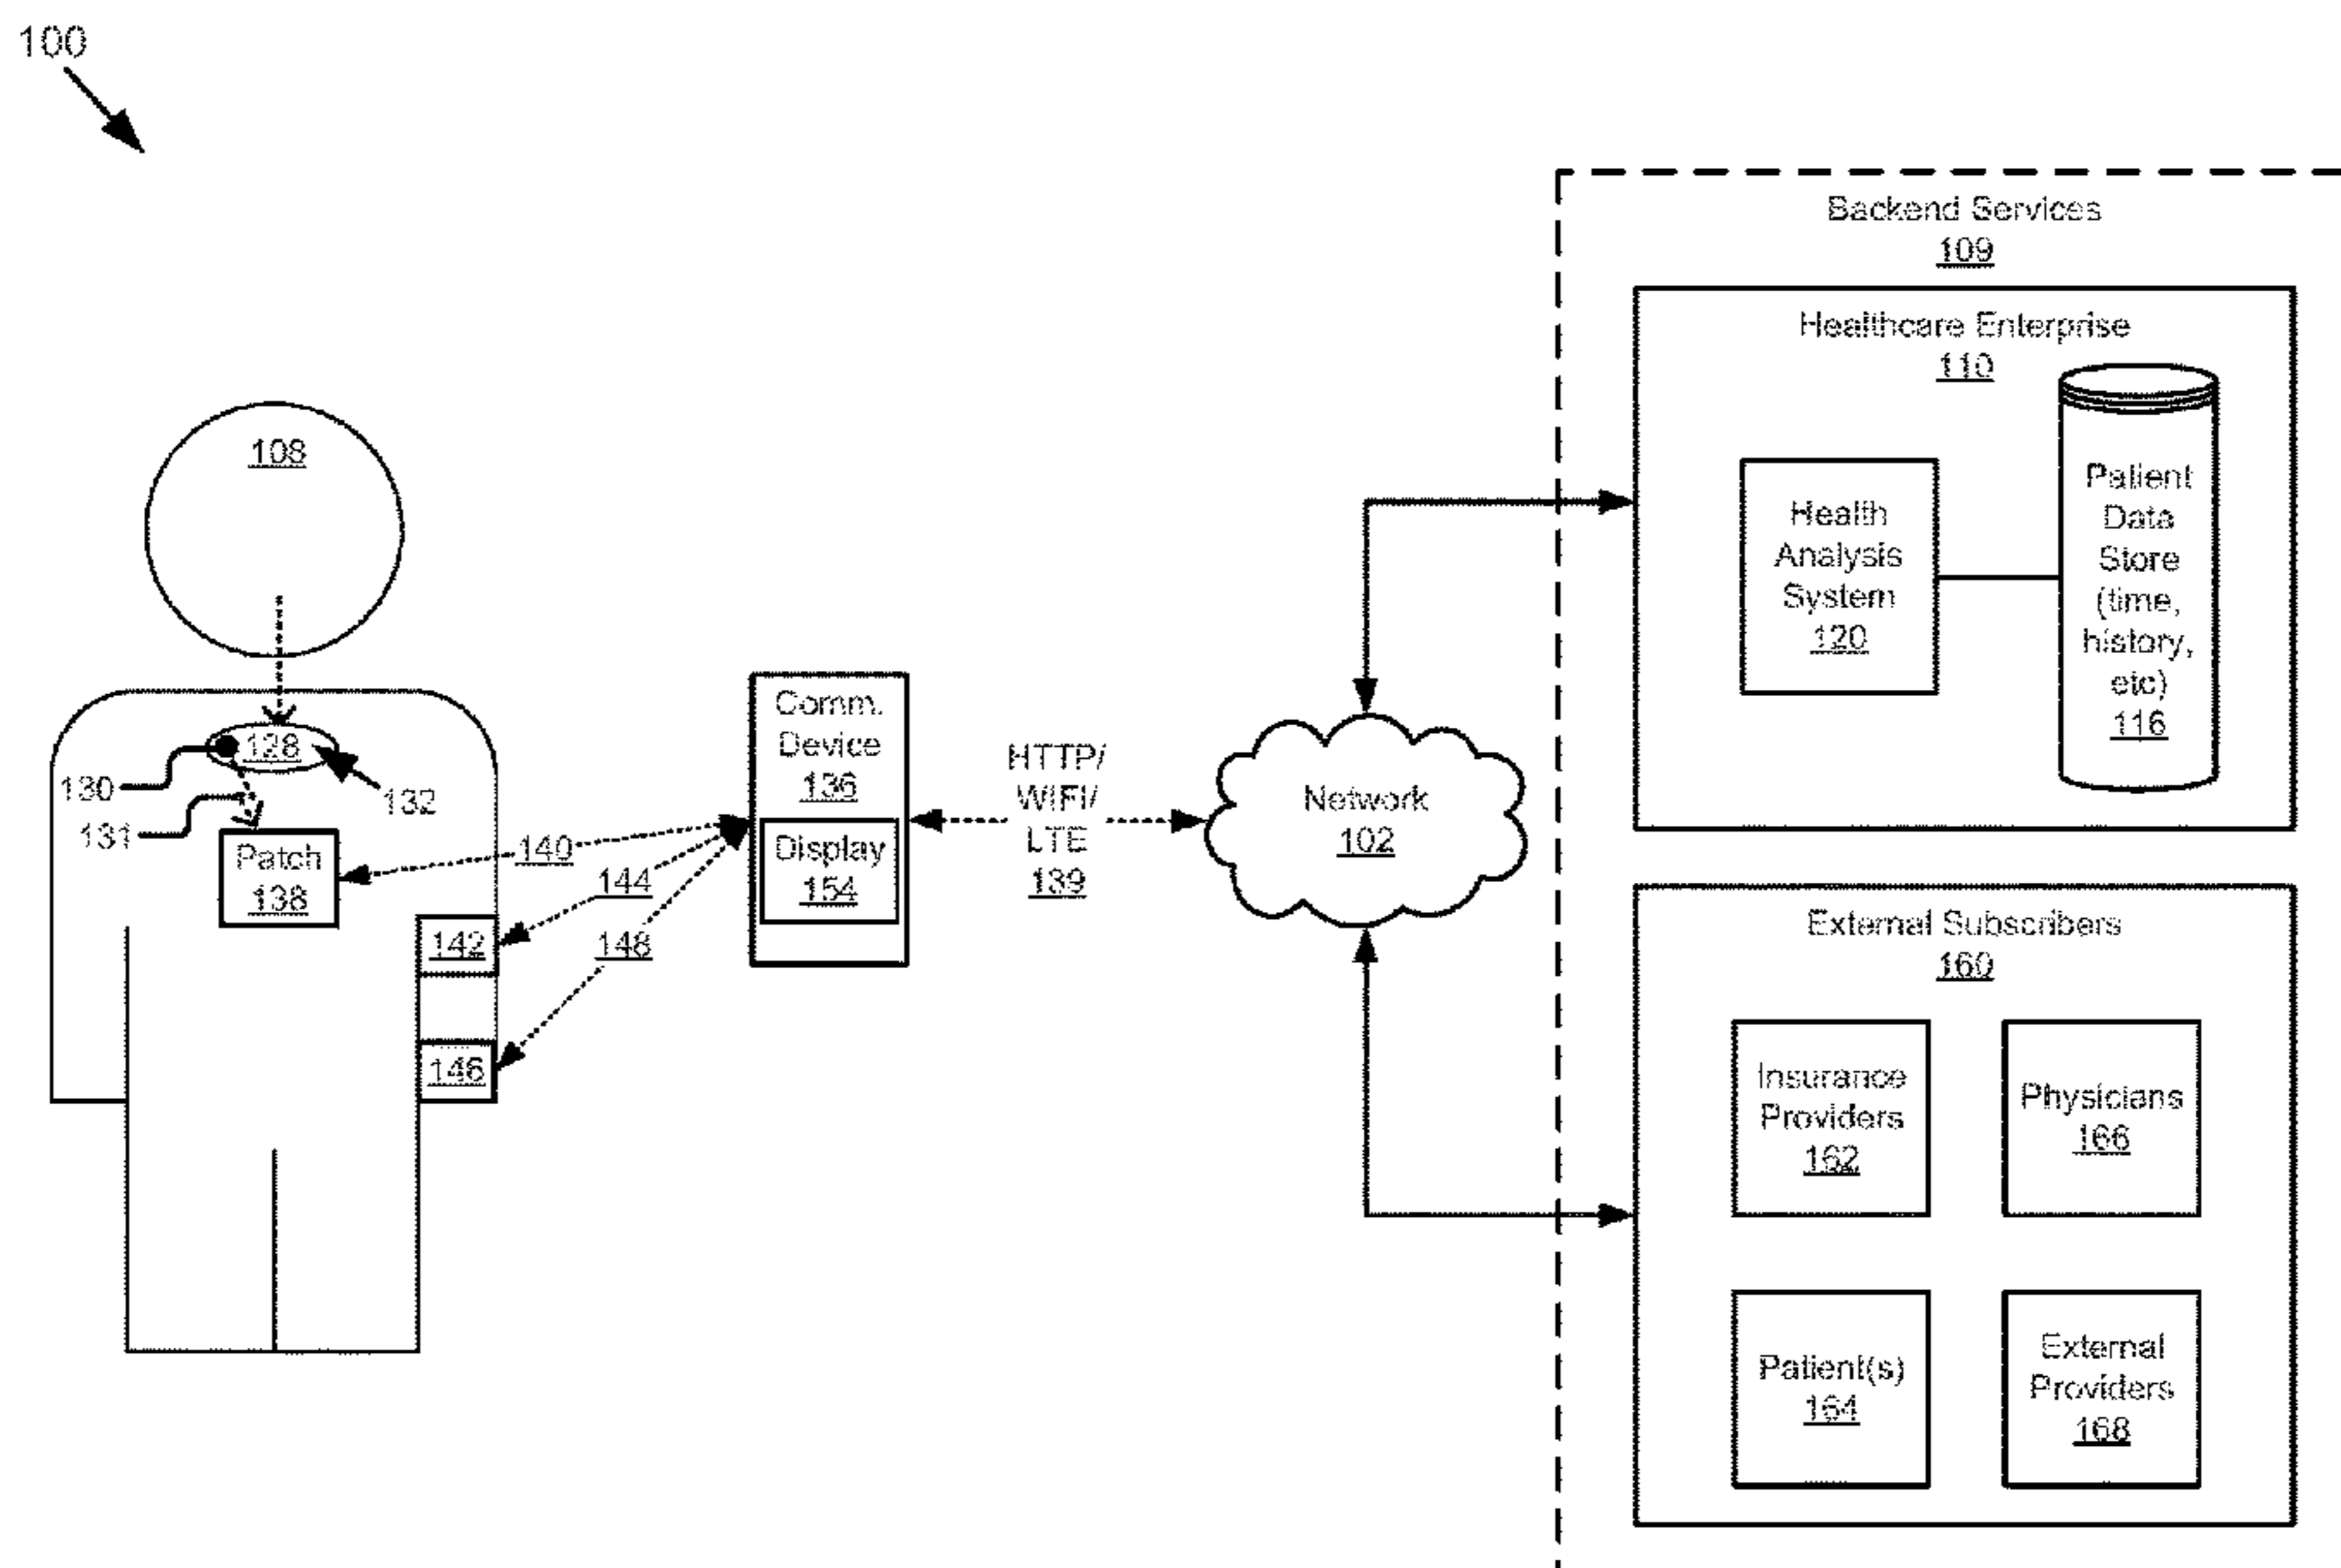 100
108
128
130
132
131
Patch
138
140
144
148
142
146
Comm.
Device
136
Display
154
HTTP/
WIFI/
LTE
139
Network
102
Backend Services
109
Healthcare Enterprise
110
Health
Analysis
System
120
Patient
Data
Store
(time,
history,
etc)
116
External Subscribers
160
Insurance
Providers
162
Physicians
166
Patient(s)
164
External
Providers
168